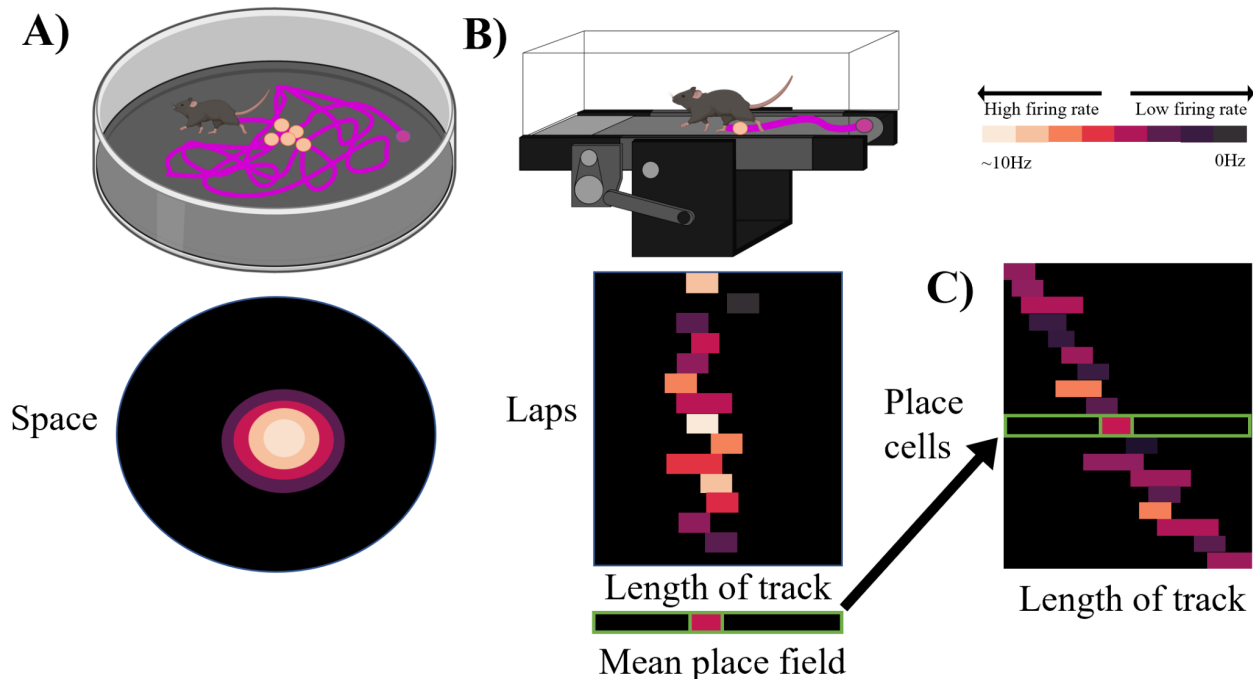 A)
B)
High firing rate
Low firing rate
~10Hz
0Hz
Space
Laps
Length of track
Mean place field
C)
Place
cells
Length of track